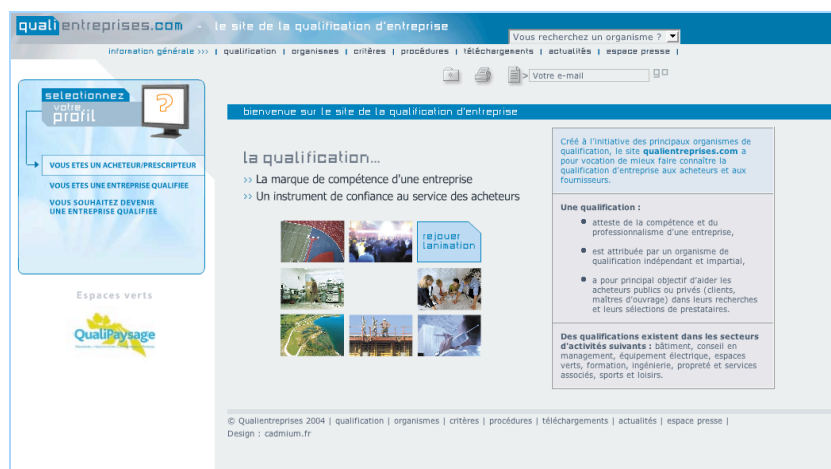 qualientreprises.com - le site de la qualification d'entreprise
Vous recherchez un organisme ?
information générale >>> | qualification | organismes | critères | procédures | téléchargements | actualités | espace presse |
> Votre e-mail go
selectionnez
votre
profil
?
VOUS ETES UN ACHETEUR/PRESCRIPTEUR
VOUS ETES UNE ENTREPRISE QUALIFIEE
VOUS SOUHAITEZ DEVENIR
UNE ENTREPRISE QUALIFIEE
Espaces verts
QualiPaysage
bienvenue sur le site de la qualification d'entreprise
la qualification...
>> La marque de compétence d'une entreprise
>> Un instrument de confiance au service des acheteurs
rejouer
lanimation
Créé à l'initiative des principaux organismes de
qualification, le site qualientreprises.com a
pour vocation de mieux faire connaître la
qualification d'entreprise aux acheteurs et aux
fournisseurs.
Une qualification :
• atteste de la compétence et du
professionnalisme d'une entreprise,
• est attribuée par un organisme de
qualification indépendant et impartial,
• a pour principal objectif d'aider les
acheteurs publics ou privés (clients,
maîtres d'ouvrage) dans leurs recherches
et leurs sélections de prestataires.
Des qualifications existent dans les secteurs
d'activités suivants : bâtiment, conseil en
management, équipement électrique, espaces
verts, formation, ingénierie, propreté et services
associés, sports et loisirs.
© Qualientreprises 2004 | qualification | organismes | critères | procédures | téléchargements | actualités | espace presse |
Design : cadmium.fr